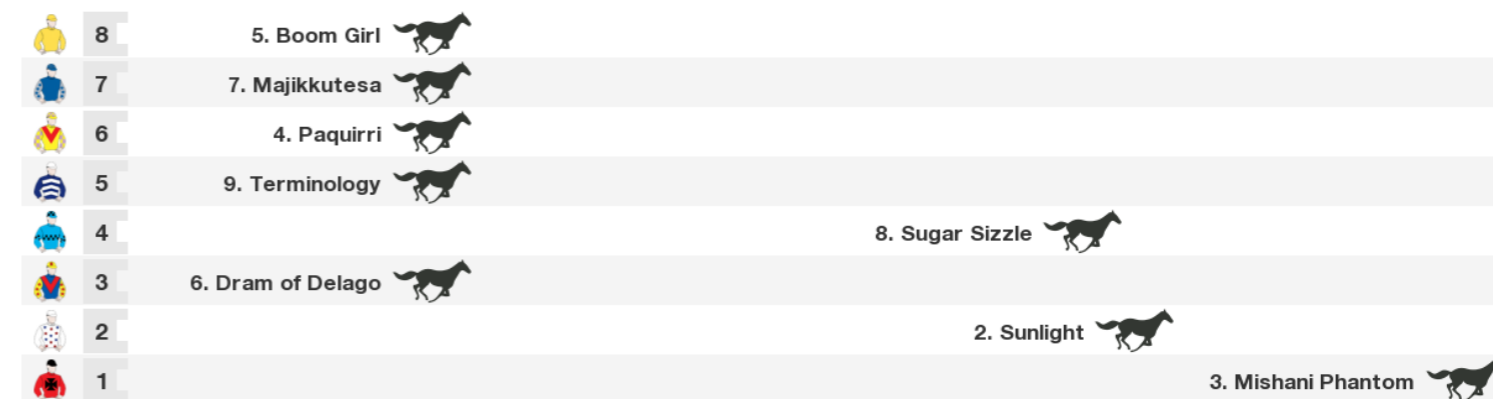 8 5. Boom Girl
7 7. Majikkutesa
6 4. Paquirri
5 9. Terminology
4 8. Sugar Sizzle
3 6. Dram of Delago
2 2. Sunlight
1 3. Mishani Phantom